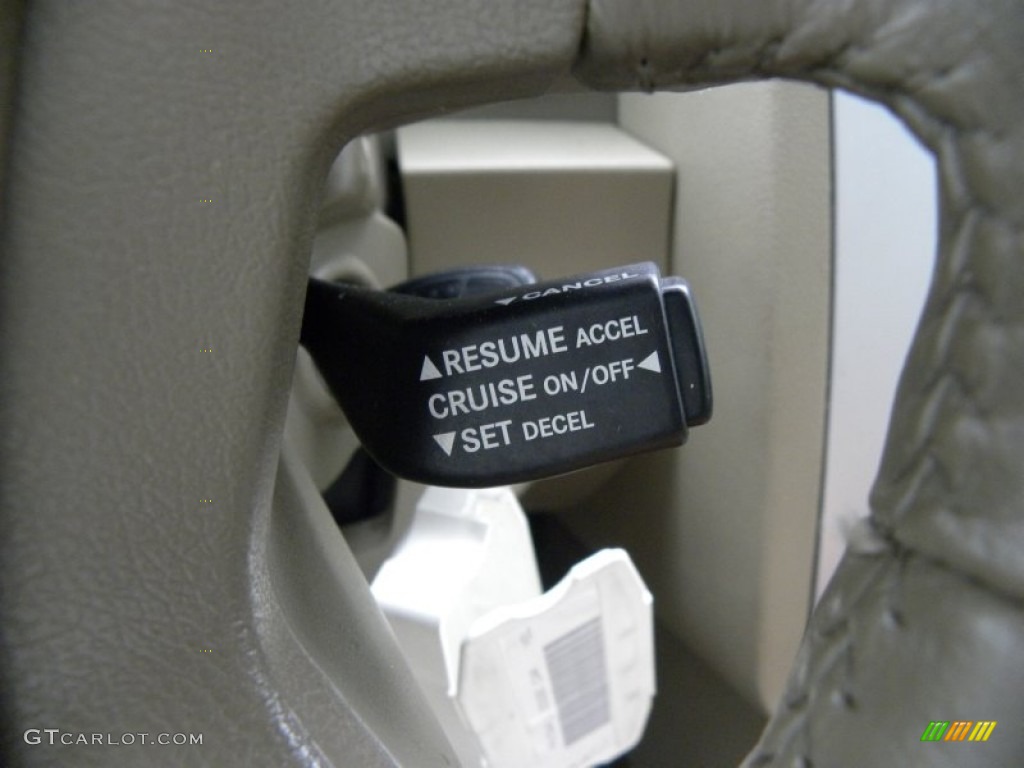 ▼CANCEL
▲RESUME ACCEL
CRUISE ON/OFF◀
▼SET DECEL
GTCARLOT.COM